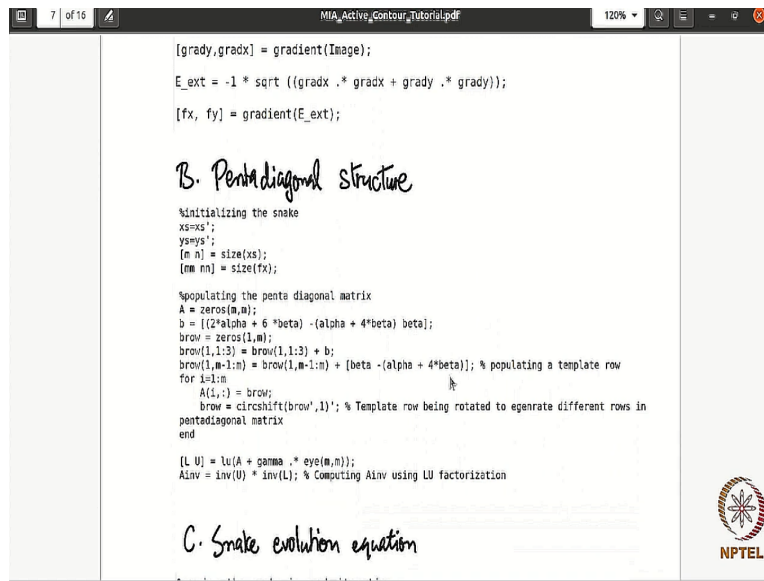 7 of 16
MIA_Active_Contour_Tutorial.pdf
120%
[grady,gradx] = gradient(Image);
E_ext = -1 * sqrt ((gradx .* gradx + grady .* grady));
[fx, fy] = gradient(E_ext);
B. Pentadiagonal structure
%initializing the snake
xs=xs';
ys=ys';
[m n] = size(xs);
[mm nn] = size(fx);
%populating the penta diagonal matrix
A = zeros(m,m);
b = [(2*alpha + 6 *beta) -(alpha + 4*beta) beta];
brow = zeros(1,m);
brow(1,1:3) = brow(1,1:3) + b;
brow(1,m-1:m) = brow(1,m-1:m) + [beta -(alpha + 4*beta)]; % populating a template row
for i=1:m
A(i,:) = brow;
brow = circshift(brow',1)'; % Template row being rotated to egenrate different rows in
pentadiagonal matrix
end
[L U] = lu(A + gamma .* eye(m,m));
Ainv = inv(U) * inv(L); % Computing Ainv using LU factorization
C. Snake evolution equation
NPTEL